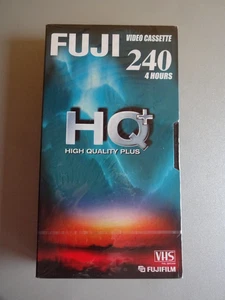 FUJI VIDEO CASSETTE
240
4 HOURS
HQ+
HIGH QUALITY PLUS
VHS
FUJIFILM